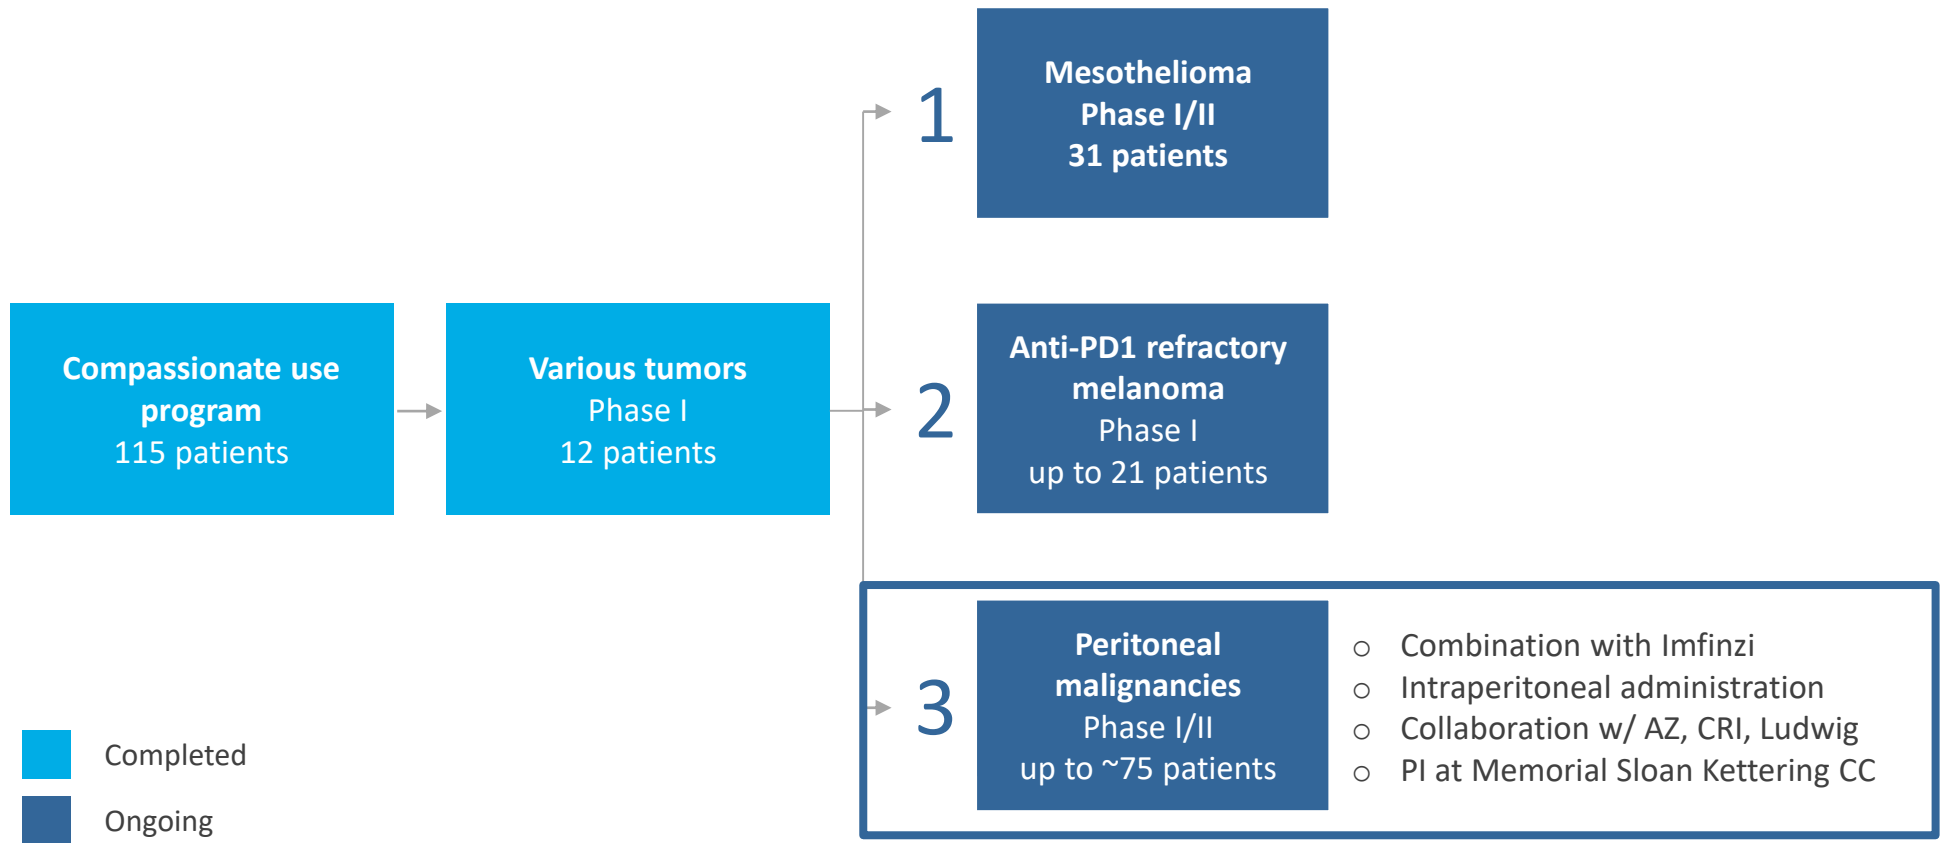 Compassionate use
program
115 patients
Various tumors
Phase I
12 patients
1
Mesothelioma
Phase I/II
31 patients
2
Anti-PD1 refractory
melanoma
Phase I
up to 21 patients
3
Peritoneal
malignancies
Phase I/II
up to ~75 patients
o Combination with Imfinzi
o Intraperitoneal administration
o Collaboration w/ AZ, CRI, Ludwig
o PI at Memorial Sloan Kettering CC
Completed
Ongoing